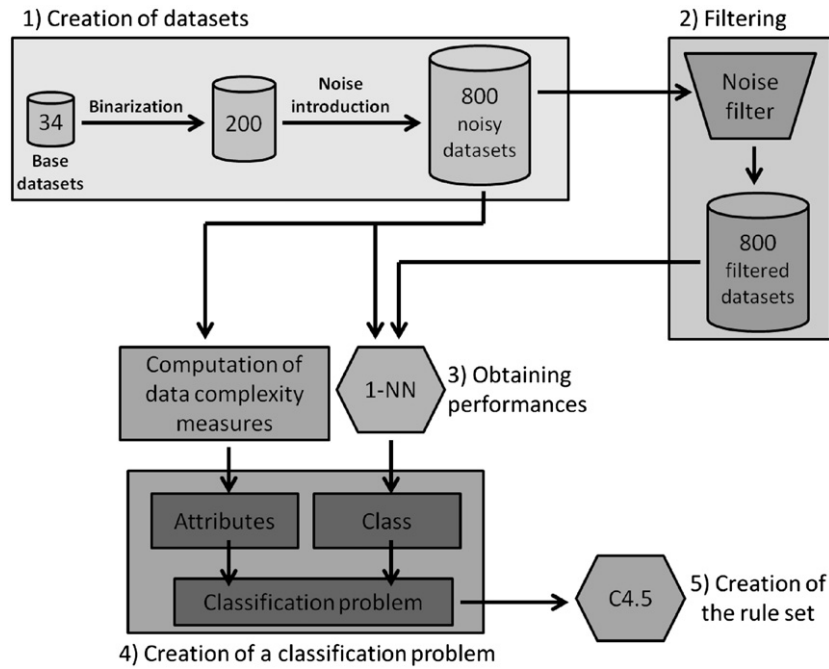 1) Creation of datasets
2) Filtering
34
Base
datasets
Binarization
200
Noise
introduction
800
noisy
datasets
Noise
filter
800
filtered
datasets
Computation of
data complexity
measures
1-NN
3) Obtaining
performances
Attributes
Class
Classification problem
4) Creation of a classification problem
C4.5
5) Creation of
the rule set